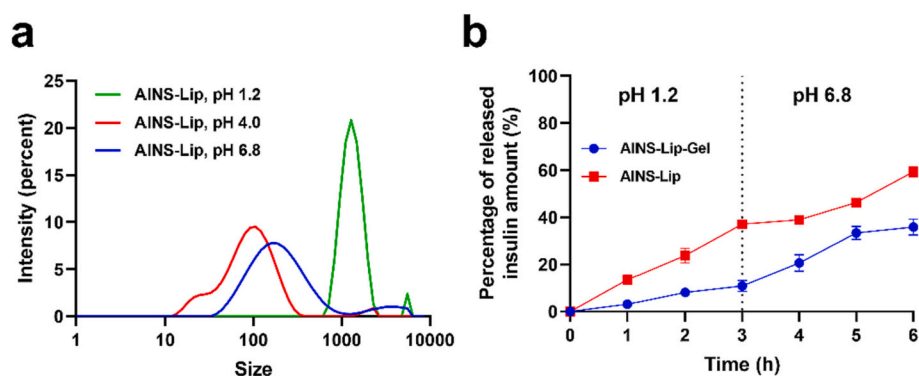 a
25
20
15
10
5
0
Intensity (percent)
AINS-Lip, pH 1.2
AINS-Lip, pH 4.0
AINS-Lip, pH 6.8
1
10
100
1000
10000
Size
b
100
80
60
40
20
0
Percentage of released
insulin amount (%)
pH 1.2
pH 6.8
AINS-Lip-Gel
AINS-Lip
0
1
2
3
4
5
6
Time (h)